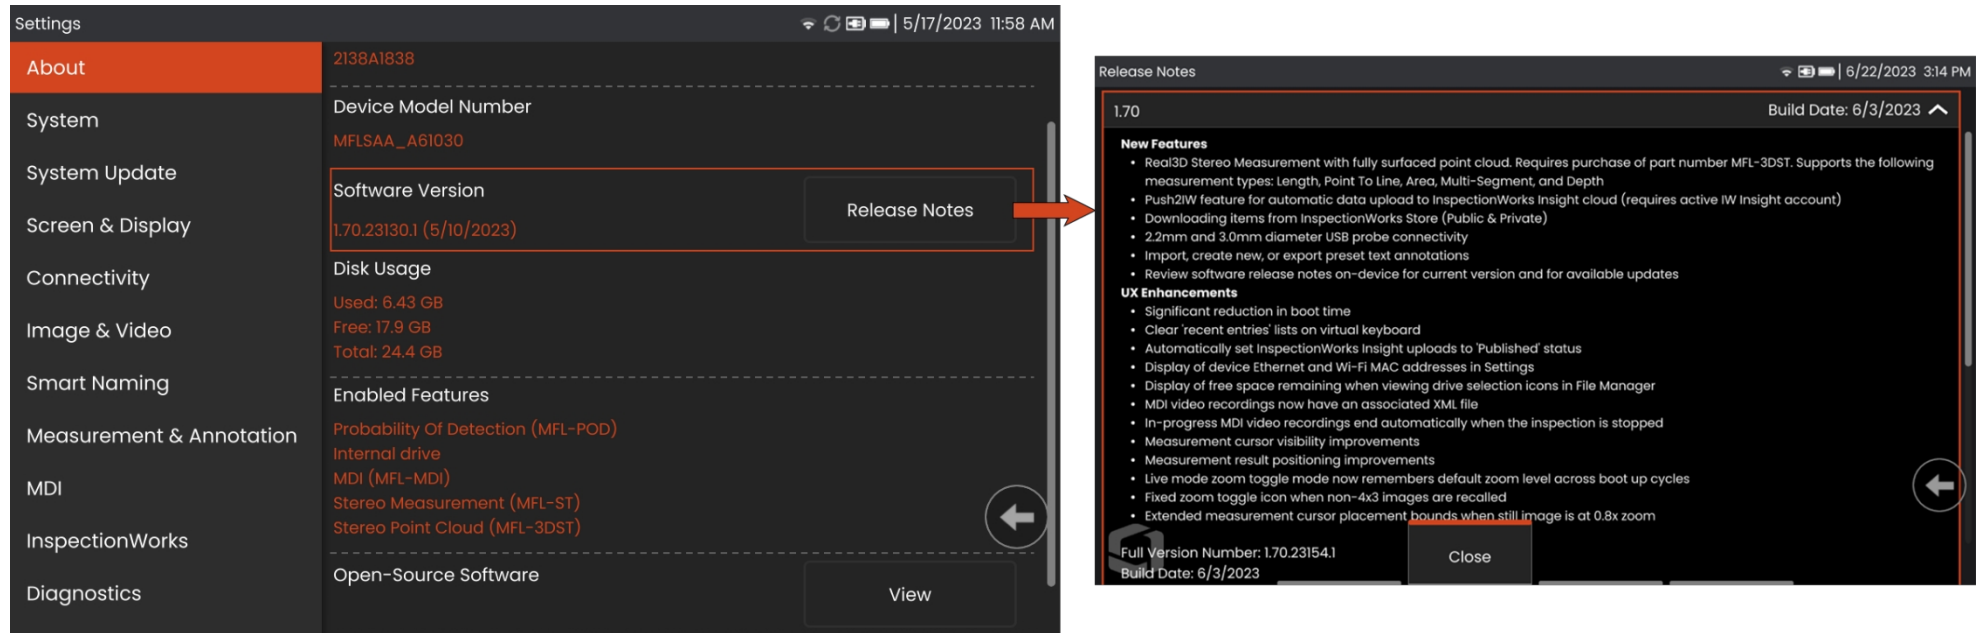 Settings
5/17/2023 11:58 AM
About
System
System Update
Screen & Display
Connectivity
Image & Video
Smart Naming
Measurement & Annotation
MDI
InspectionWorks
Diagnostics
2138A1838
Device Model Number
MFLSAA_A61030
Software Version
1.70.23130.1 (5/10/2023)
Release Notes
Disk Usage
Used: 6.43 GB
Free: 17.9 GB
Total: 24.4 GB
Enabled Features
Probability Of Detection (MFL-POD)
Internal drive
MDI (MFL-MDI)
Stereo Measurement (MFL-ST)
Stereo Point Cloud (MFL-3DST)
Open-Source Software
View
Release Notes
6/22/2023 3:14 PM
1.70
Build Date: 6/3/2023
New Features
• Real3D Stereo Measurement with fully surfaced point cloud. Requires purchase of part number MFL-3DST. Supports the following
measurement types: Length, Point To Line, Area, Multi-Segment, and Depth
• Push2IW feature for automatic data upload to InspectionWorks Insight cloud (requires active IW Insight account)
• Downloading items from InspectionWorks Store (Public & Private)
• 2.2mm and 3.0mm diameter USB probe connectivity
• Import, create new, or export preset text annotations
• Review software release notes on-device for current version and for available updates
UX Enhancements
• Significant reduction in boot time
• Clear 'recent entries' lists on virtual keyboard
• Automatically set InspectionWorks Insight uploads to 'Published' status
• Display of device Ethernet and Wi-Fi MAC addresses in Settings
• Display of free space remaining when viewing drive selection icons in File Manager
• MDI video recordings now have an associated XML file
• In-progress MDI video recordings end automatically when the inspection is stopped
• Measurement cursor visibility improvements
• Measurement result positioning improvements
• Live mode zoom toggle mode now remembers default zoom level across boot up cycles
• Fixed zoom toggle icon when non-4x3 images are recalled
• Extended measurement cursor placement bounds when still image is at 0.8x zoom
Full Version Number: 1.70.23154.1
Build Date: 6/3/2023
Close